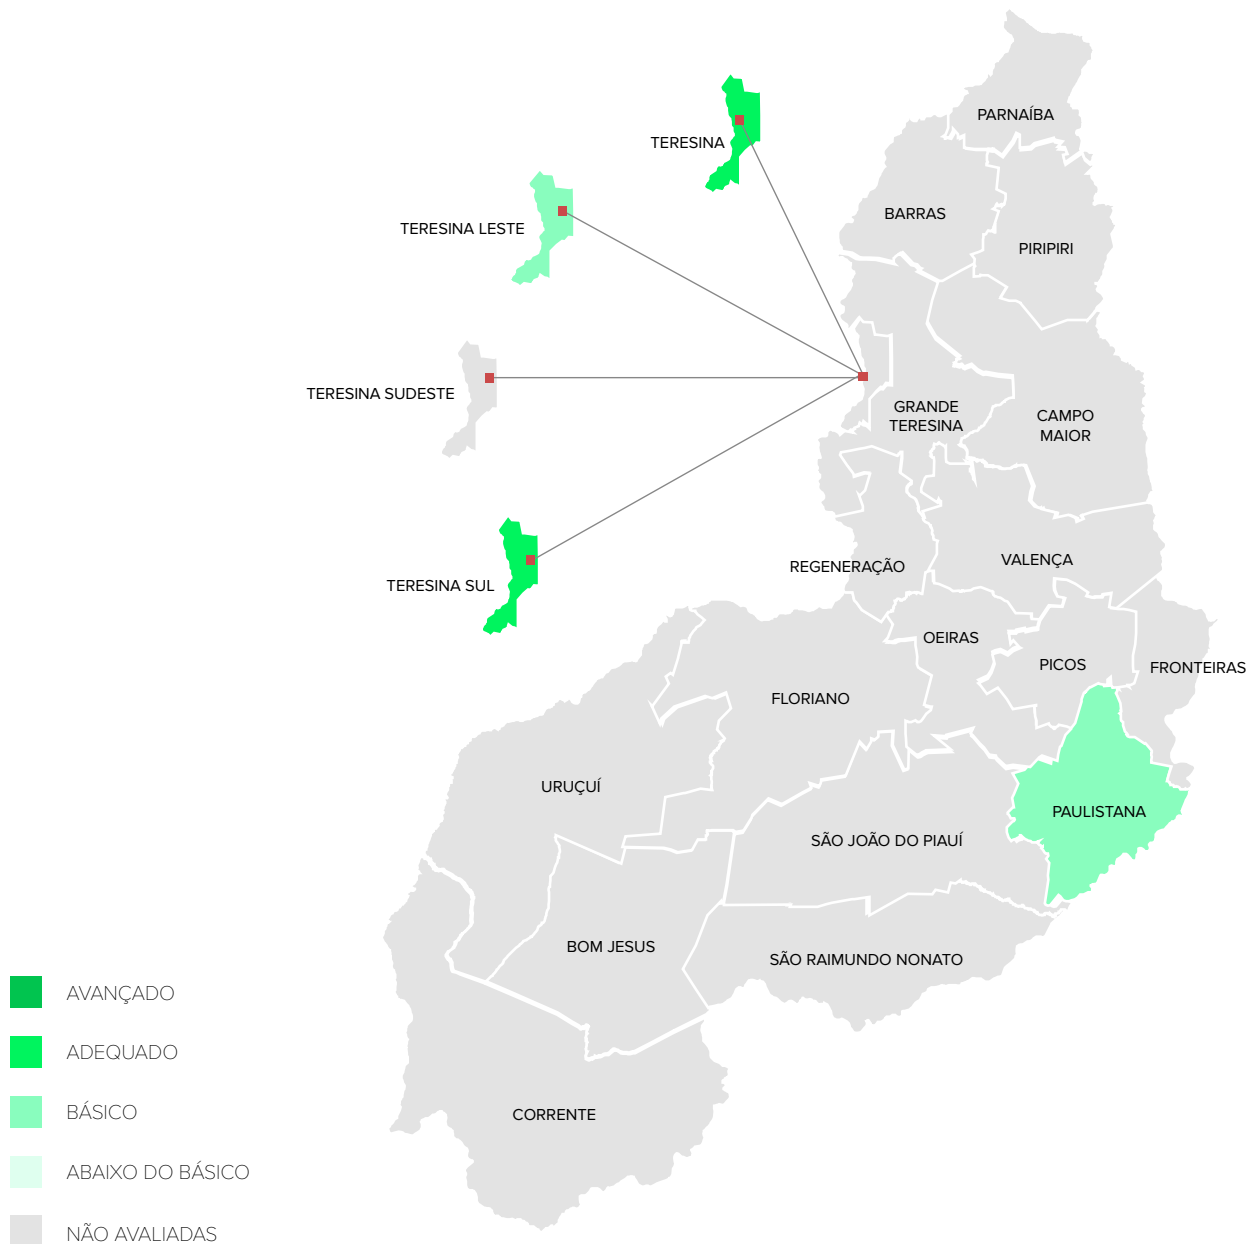 PARNAÍBA
TERESINA
BARRAS
TERESINA LESTE
PIRIPIRI
TERESINA SUDESTE
GRANDE
TERESINA
CAMPO
MAIOR
VALENÇA
REGENERAÇÃO
TERESINA SUL
OEIRAS
PICOS
FRONTEIRAS
FLORIANO
URUÇUÍ
PAULISTANA
SÃO JOÃO DO PIAUÍ
BOM JESUS
SÃO RAIMUNDO NONATO
CORRENTE
AVANÇADO
ADEQUADO
BÁSICO
ABAIXO DO BÁSICO
NÃO AVALIADAS